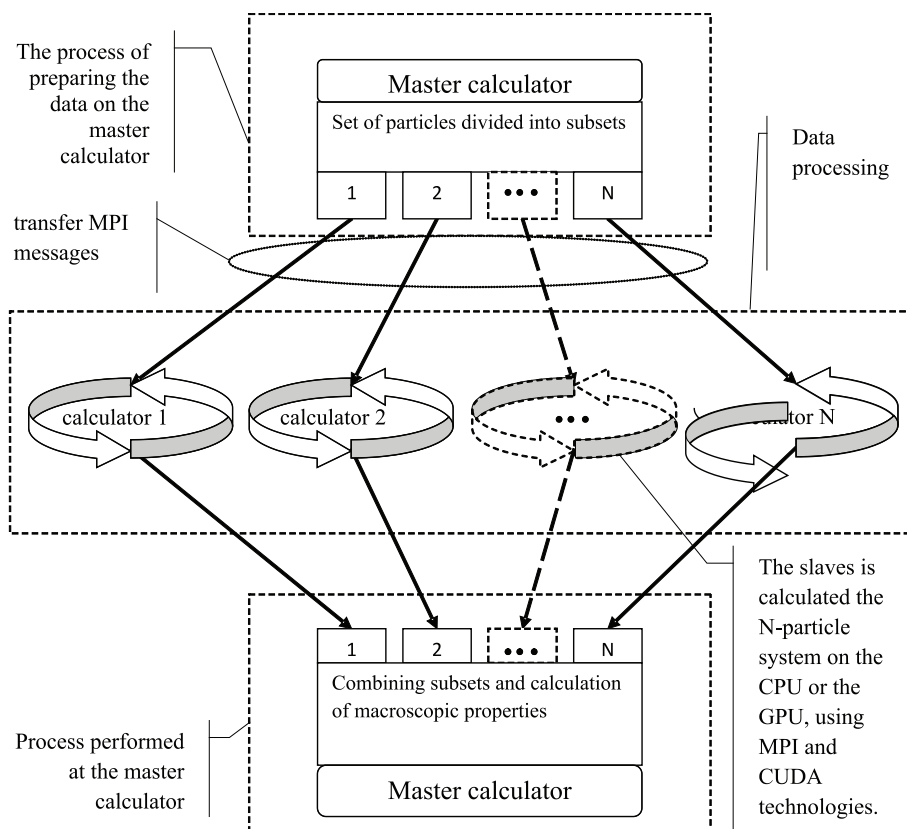 The process of
preparing the
data on the
master
calculator
Master calculator
Set of particles divided into subsets
1
2
•••
N
Data
processing
transfer MPI
messages
calculator 1
calculator 2
•••
N
The slaves is
calculated the
N-particle
system on the
CPU or the
GPU, using
MPI and
CUDA
technologies.
1
2
•••
N
Combining subsets and calculation
of macroscopic properties
Process performed
at the master
calculator
Master calculator